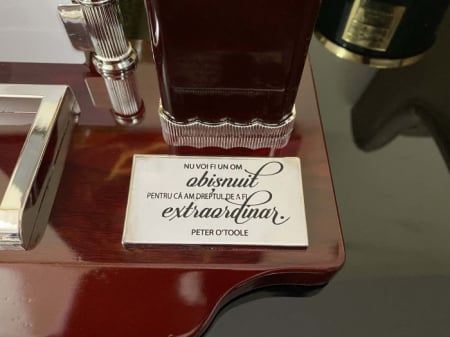 NU VOI FI UN OM
obișnuit
PENTRU CĂ AM DREPTUL DE A FI
extraordinar.
PETER O'TOOLE